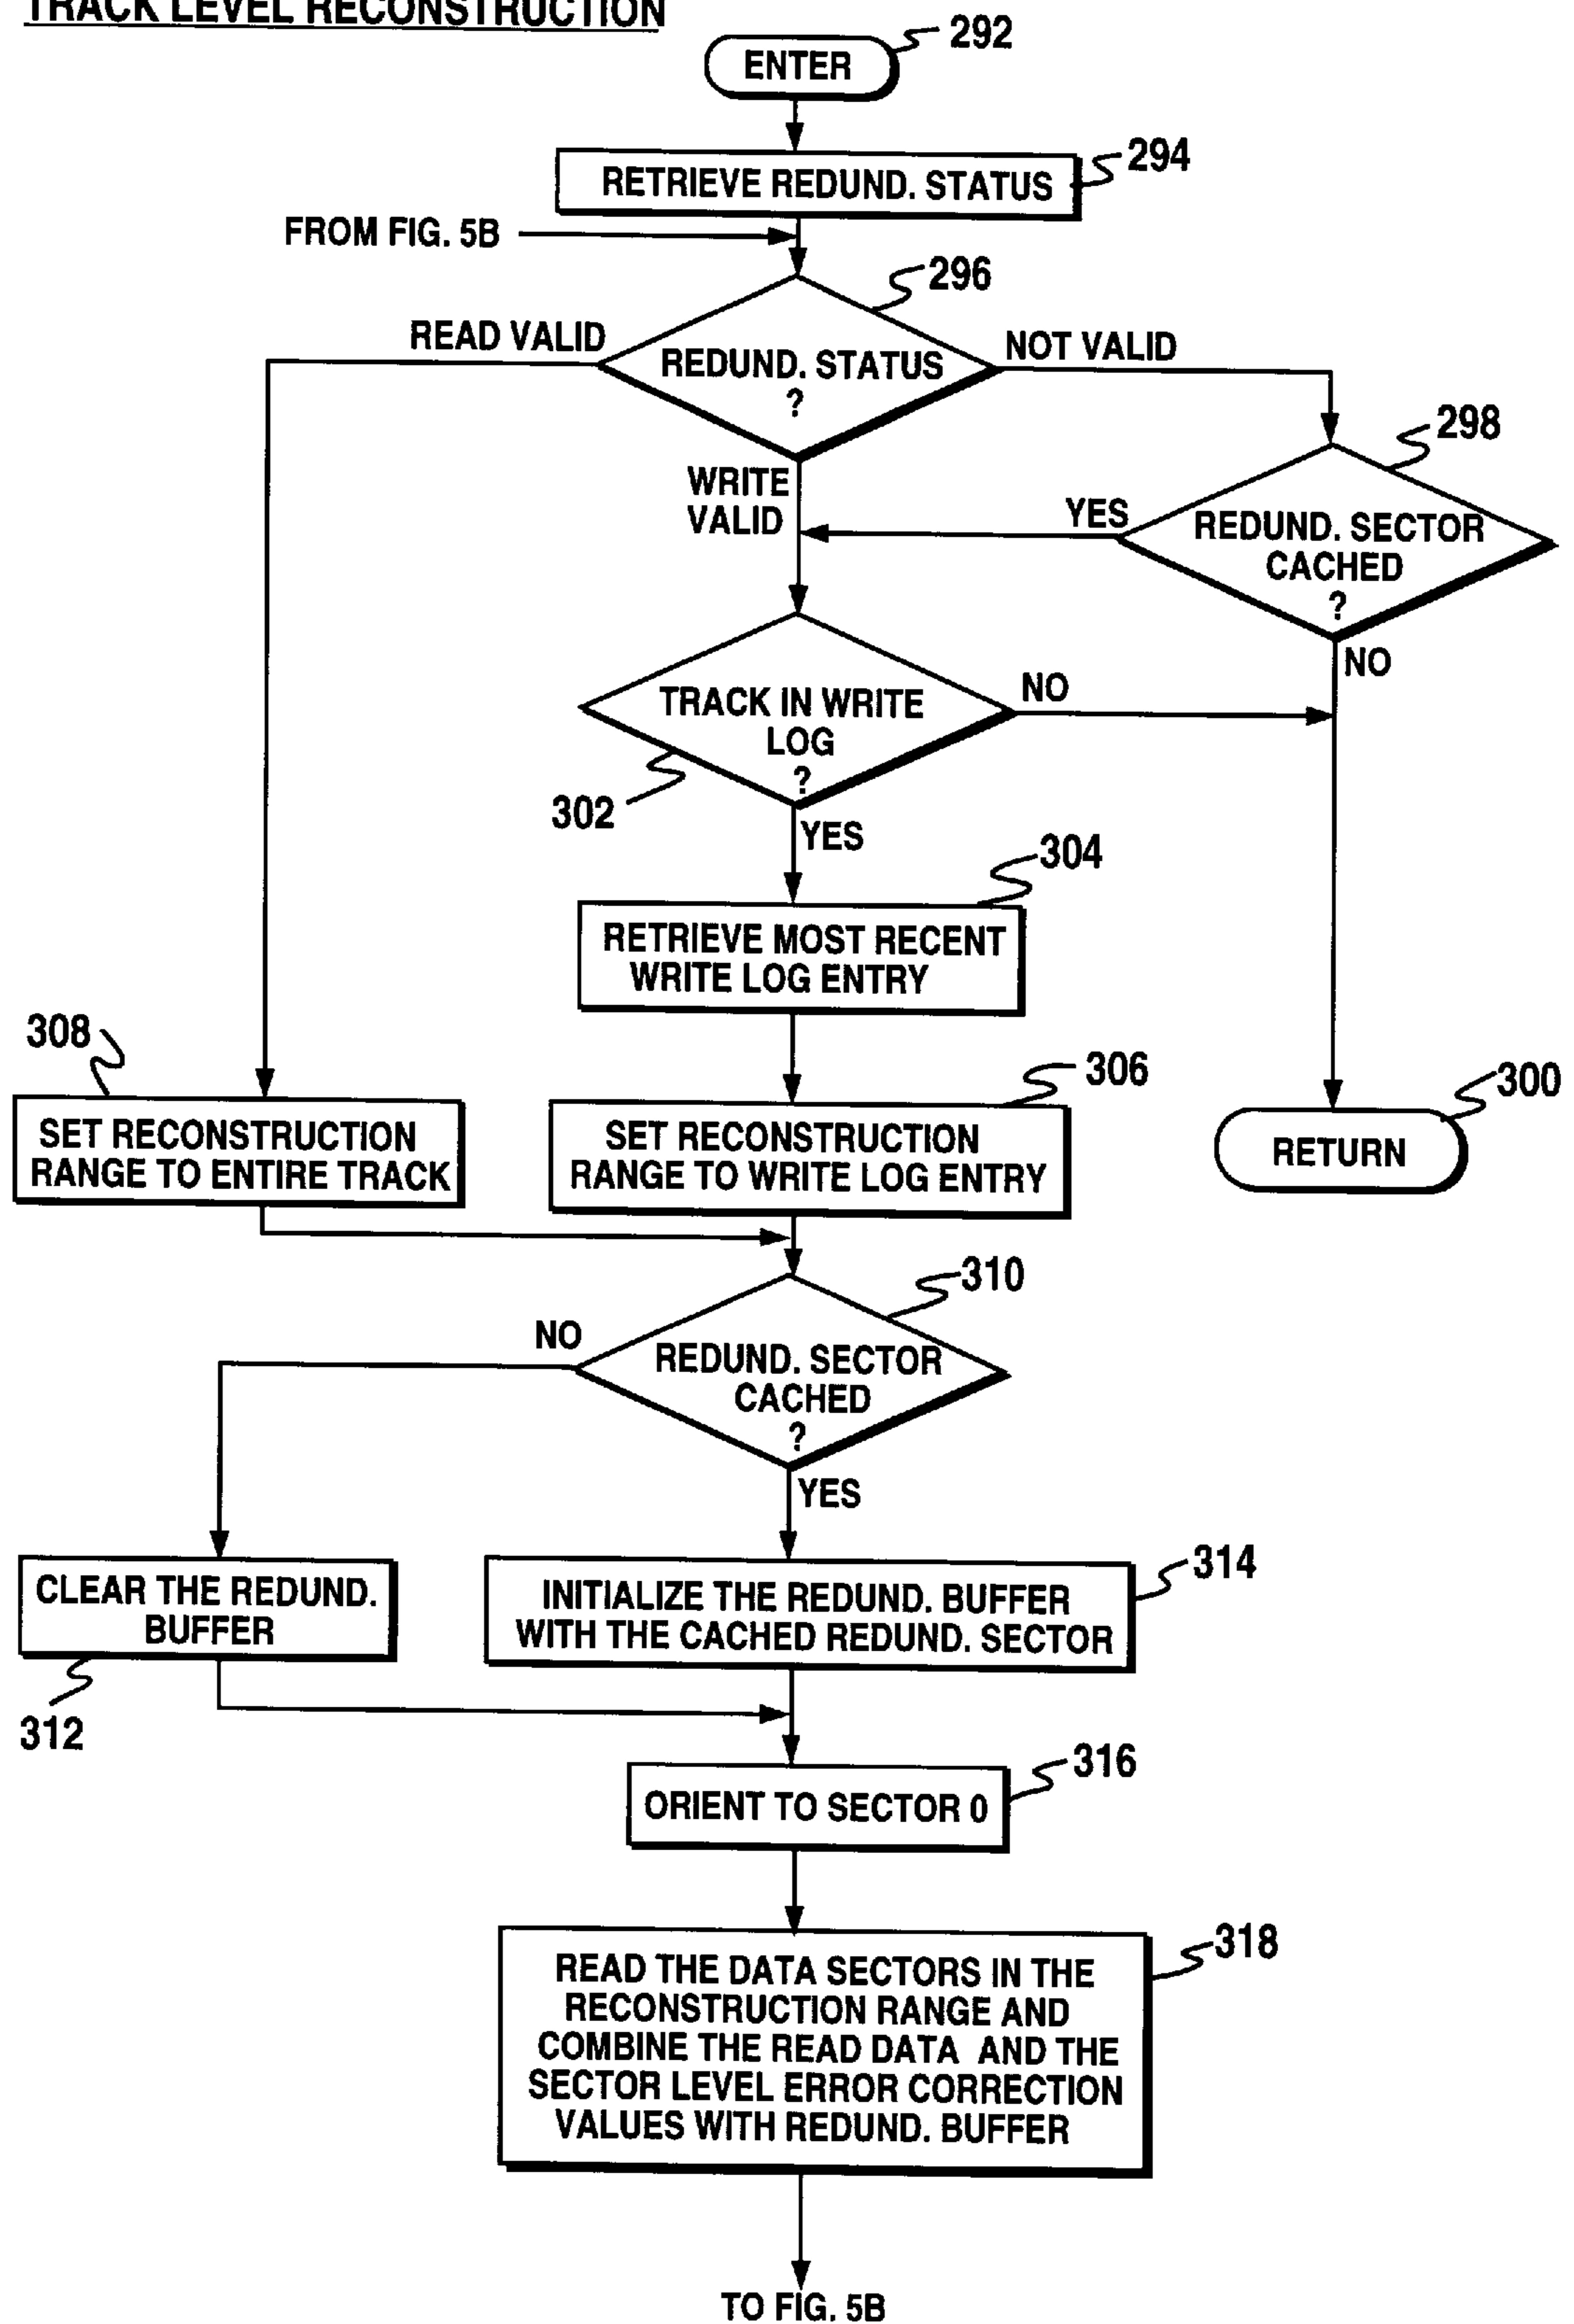 TRACK LEVEL RECONSTRUCTION
292
ENTER
294
RETRIEVE REDUND. STATUS
FROM FIG. 5B
296
READ VALID
NOT VALID
REDUND. STATUS
?
298
WRITE
VALID
YES
REDUND. SECTOR
CACHED
?
NO
TRACK IN WRITE
LOG
?
NO
302
YES
304
RETRIEVE MOST RECENT
WRITE LOG ENTRY
308
306
300
SET RECONSTRUCTION
RANGE TO ENTIRE TRACK
SET RECONSTRUCTION
RANGE TO WRITE LOG ENTRY
RETURN
310
NO
REDUND. SECTOR
CACHED
?
YES
314
CLEAR THE REDUND.
BUFFER
INITIALIZE THE REDUND. BUFFER
WITH THE CACHED REDUND. SECTOR
312
316
ORIENT TO SECTOR 0
318
READ THE DATA SECTORS IN THE
RECONSTRUCTION RANGE AND
COMBINE THE READ DATA AND THE
SECTOR LEVEL ERROR CORRECTION
VALUES WITH REDUND. BUFFER
TO FIG. 5B